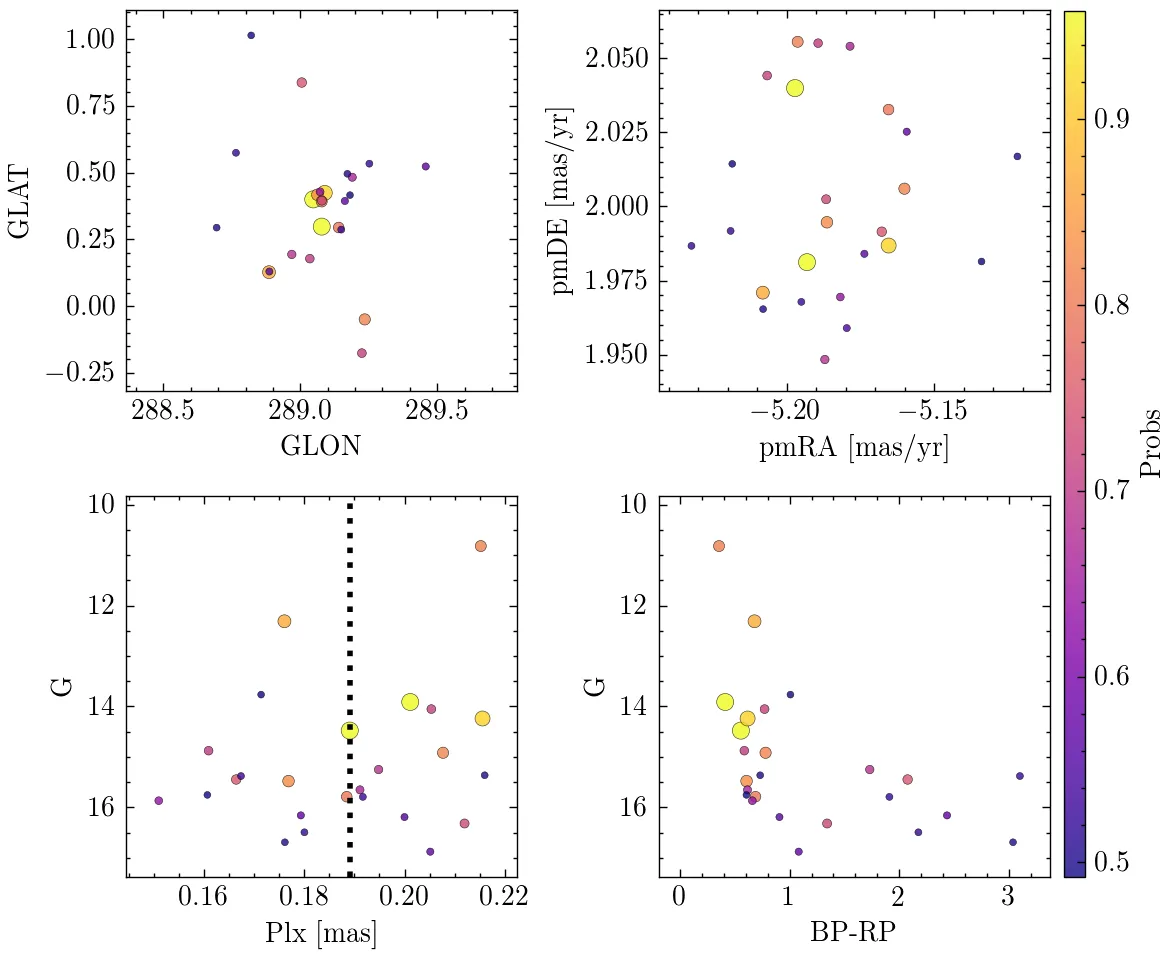 1.00
0.75
0.50
0.25
0.00
−0.25
GLAT
288.5 289.0 289.5
GLON
2.050
2.025
2.000
1.975
1.950
pmDE [mas/yr]
−5.20 −5.15
pmRA [mas/yr]
10
12
14
16
G
0.16 0.18 0.20 0.22
Plx [mas]
10
12
14
16
G
0 1 2 3
BP-RP
0.9
0.8
0.7
0.6
0.5
Probs